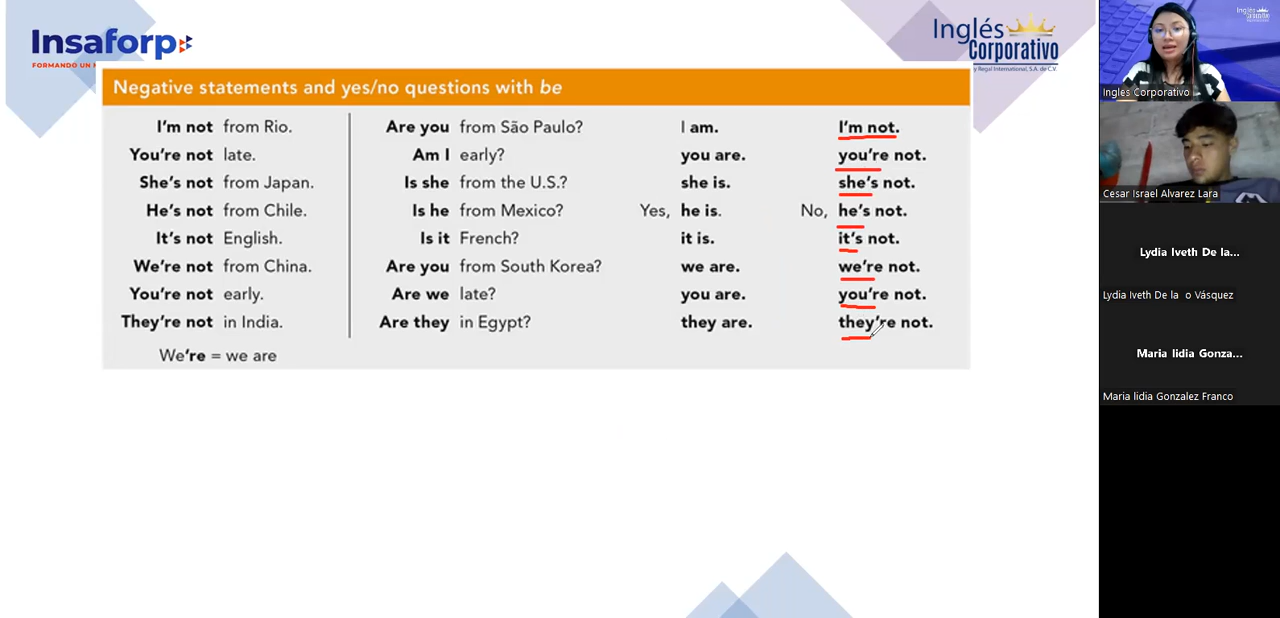 Insaforp
Inglés
Corporativo
y Regal International, S.A. de C.V.
Negative statements and yes/no questions with be
I'm not from Rio. Are you from São Paulo? I am. I'm not.
You're not late. Am I early? you are. you're not.
She's not from Japan. Is she from the U.S.? she is. she's not.
He's not from Chile. Is he from Mexico? Yes, he is. No, he's not.
It's not English. Is it French? it is. it's not.
We're not from China. Are you from South Korea? we are. we're not.
You're not early. Are we late? you are. you're not.
They're not in India. Are they in Egypt? they are. they're not.
We're = we are
Inglés Corporativo
Cesar Israel Alvarez Lara
Lydia Iveth De la...
Lydia Iveth De la o Vásquez
Maria lidia Gonza...
Maria lidia Gonzalez Franco